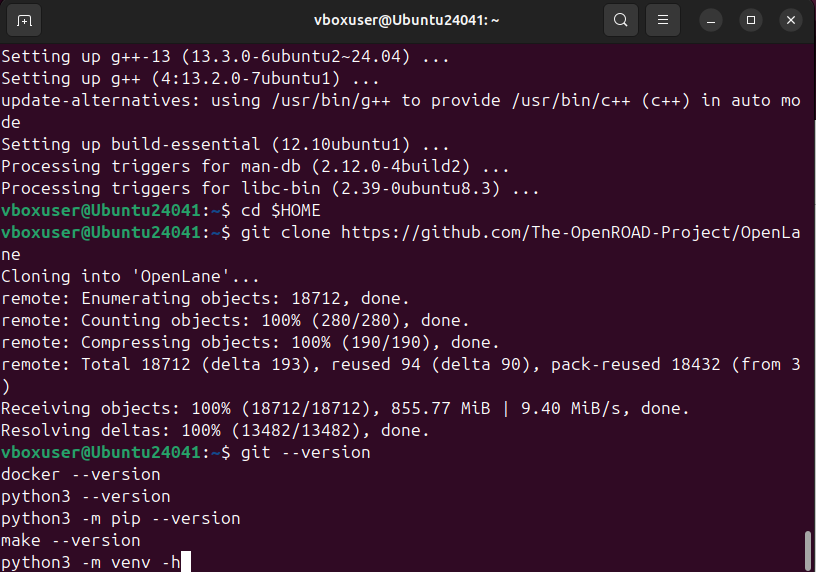 vboxuser@Ubuntu24041: ~
Setting up g++-13 (13.3.0-6ubuntu2~24.04) ...
Setting up g++ (4:13.2.0-7ubuntu1) ...
update-alternatives: using /usr/bin/g++ to provide /usr/bin/c++ (c++) in auto mo
de
Setting up build-essential (12.10ubuntu1) ...
Processing triggers for man-db (2.12.0-4build2) ...
Processing triggers for libc-bin (2.39-0ubuntu8.3) ...
vboxuser@Ubuntu24041:~$ cd $HOME
vboxuser@Ubuntu24041:~$ git clone https://github.com/The-OpenROAD-Project/OpenLa
ne
Cloning into 'OpenLane'...
remote: Enumerating objects: 18712, done.
remote: Counting objects: 100% (280/280), done.
remote: Compressing objects: 100% (190/190), done.
remote: Total 18712 (delta 193), reused 94 (delta 90), pack-reused 18432 (from 3
)
Receiving objects: 100% (18712/18712), 855.77 MiB | 9.40 MiB/s, done.
Resolving deltas: 100% (13482/13482), done.
vboxuser@Ubuntu24041:~$ git --version
docker --version
python3 --version
python3 -m pip --version
make --version
python3 -m venv -h